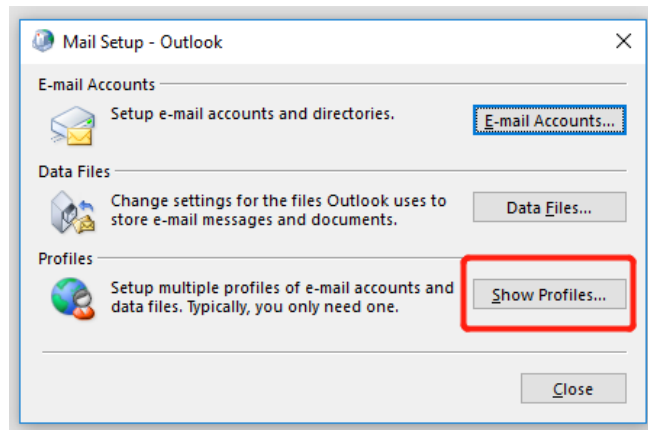 Mail Setup - Outlook
E-mail Accounts
Setup e-mail accounts and directories.
E-mail Accounts...
Data Files
Change settings for the files Outlook uses to
store e-mail messages and documents.
Data Files...
Profiles
Setup multiple profiles of e-mail accounts and
data files. Typically, you only need one.
Show Profiles...
Close